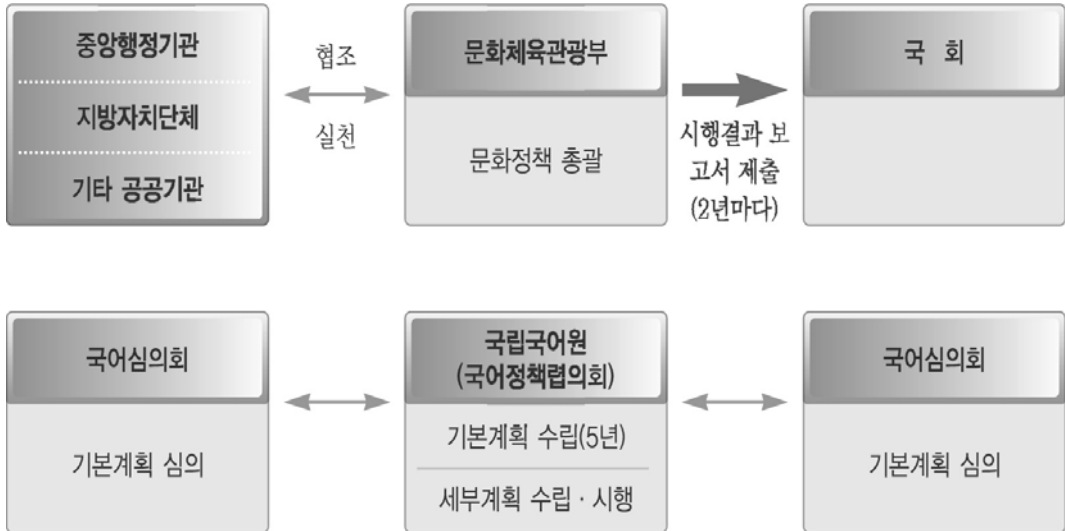 중앙행정기관
지방자치단체
기타 공공기관
협조
실천
문화체육관광부
문화정책 총괄
시행결과 보
고서 제출
(2년마다)
국 회
국어심의회
기본계획 심의
국립국어원
(국어정책렵의회)
기본계획 수립(5년)
세부계획 수립 · 시행
국어심의회
기본계획 심의